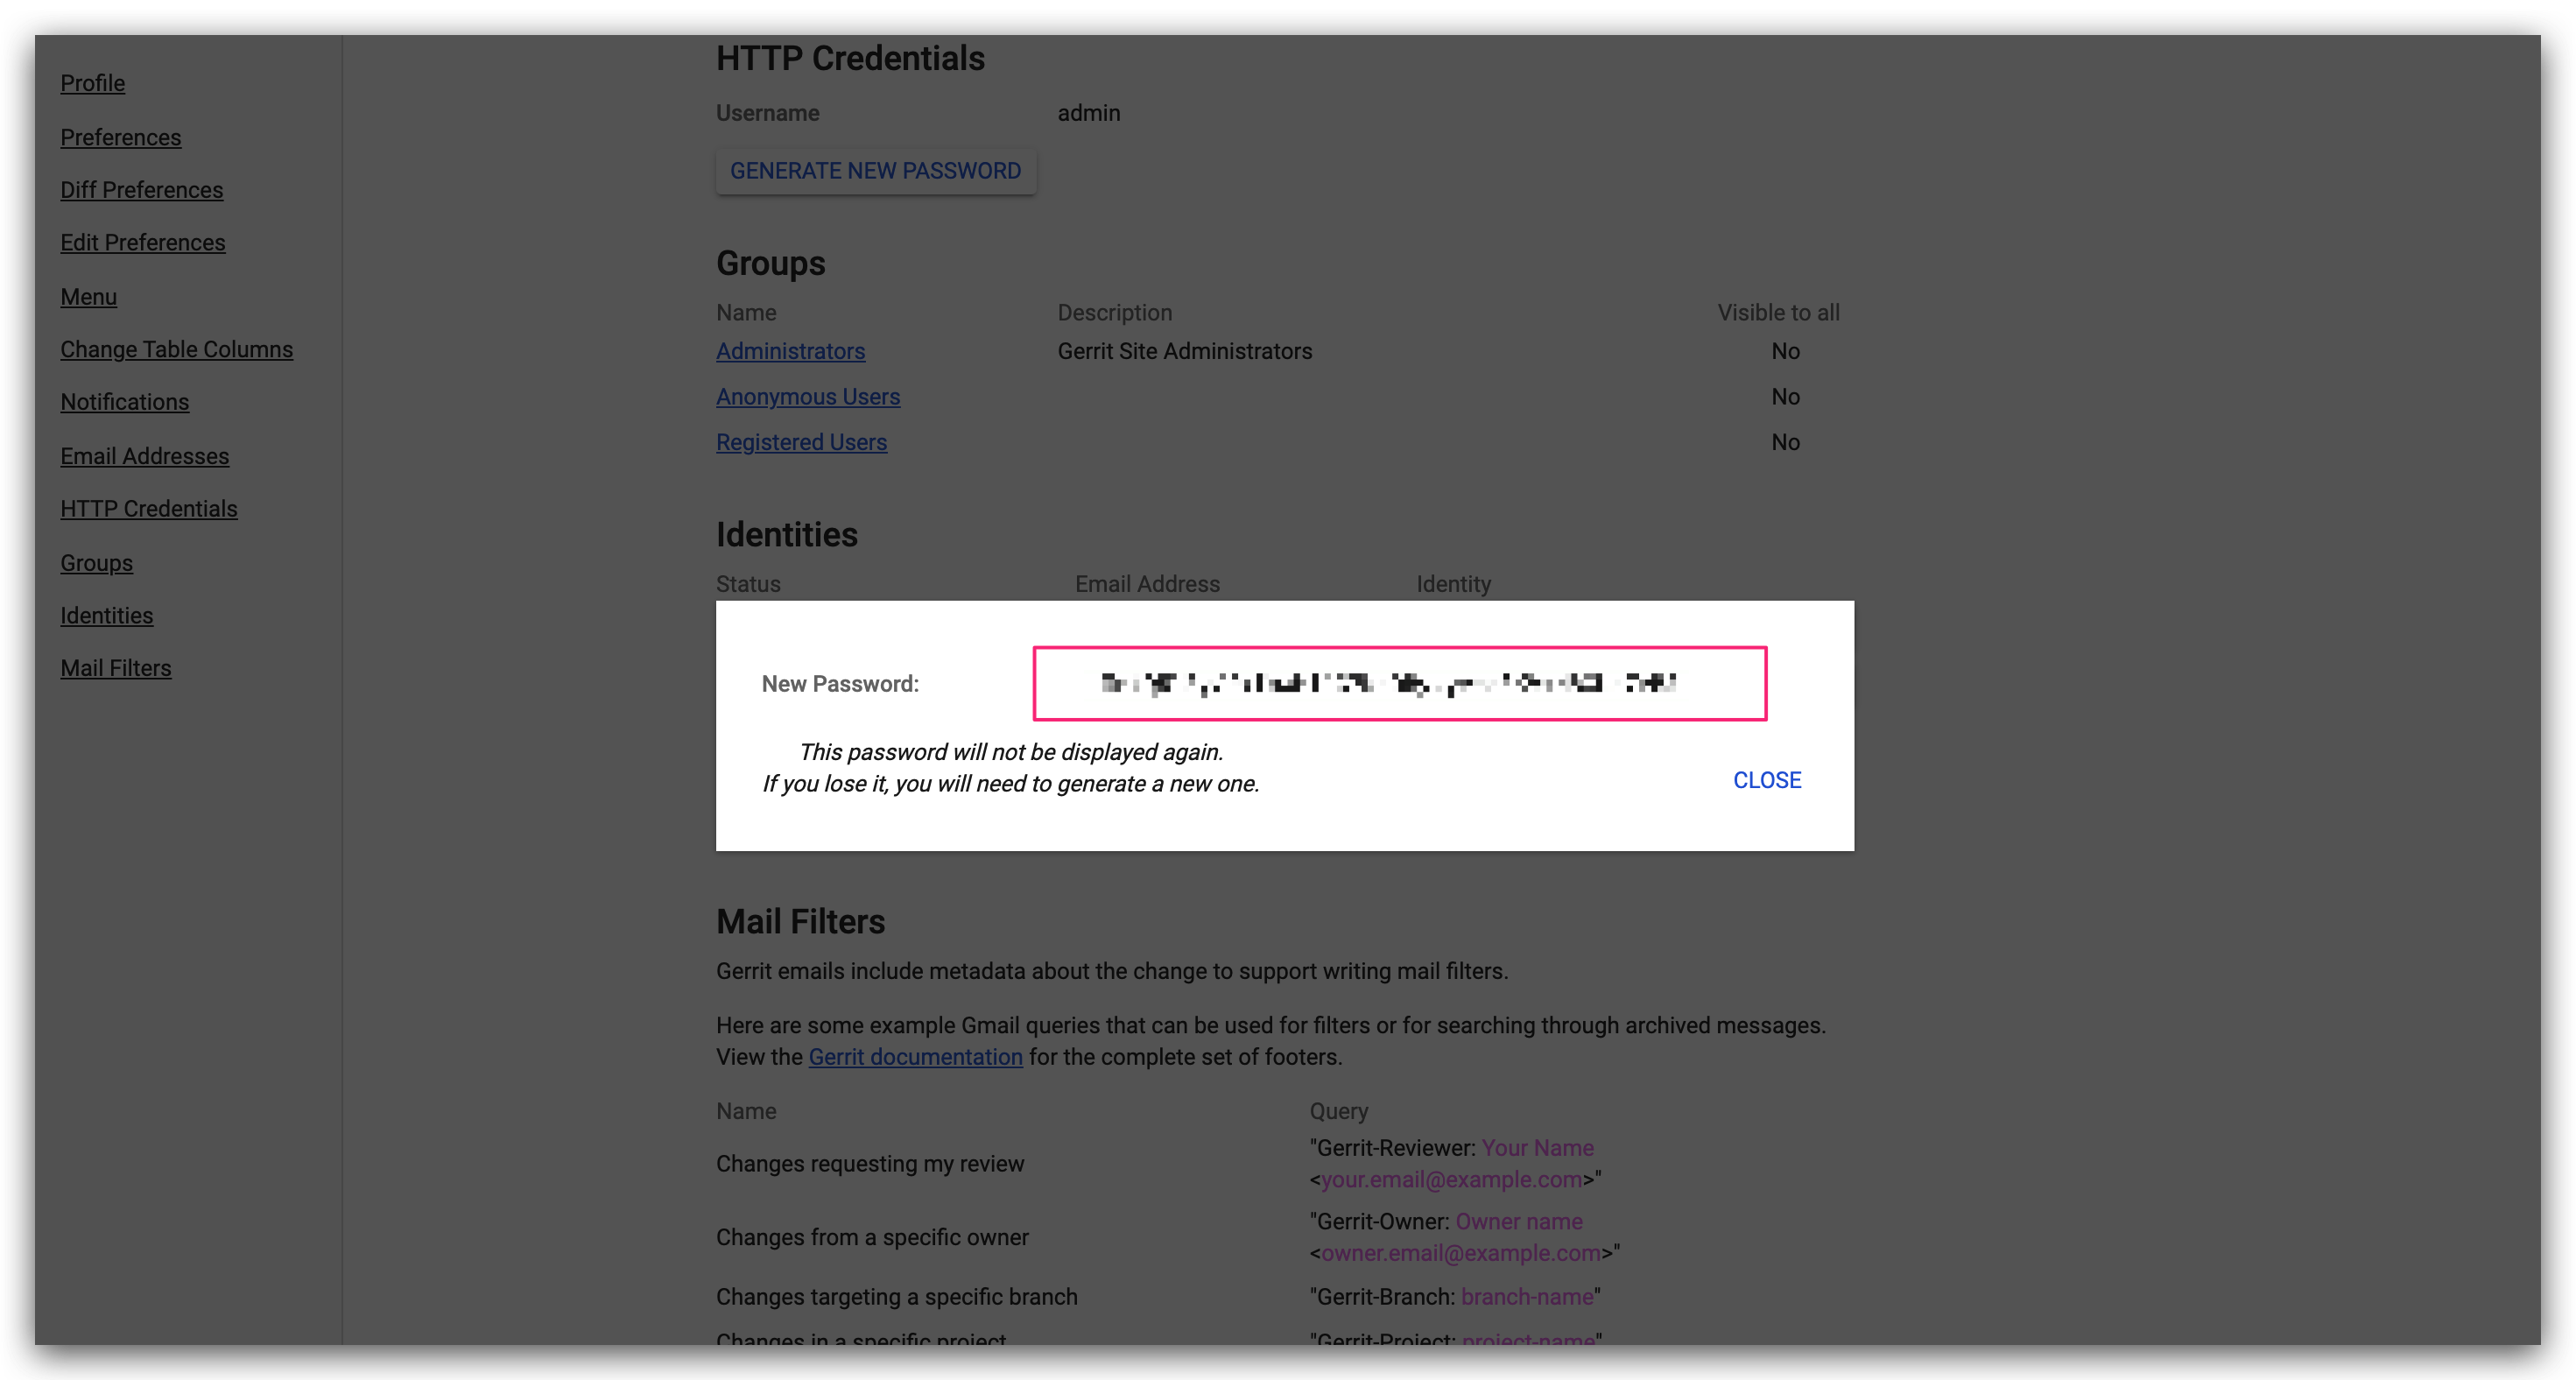 Profile
Preferences
Diff Preferences
Edit Preferences
Menu
Change Table Columns
Notifications
Email Addresses
HTTP Credentials
Groups
Identities
Mail Filters
HTTP Credentials
Username admin
GENERATE NEW PASSWORD
Groups
Name Description Visible to all
Administrators Gerrit Site Administrators No
Anonymous Users No
Registered Users No
Identities
Status Email Address Identity
New Password:
This password will not be displayed again.
If you lose it, you will need to generate a new one.
CLOSE
Mail Filters
Gerrit emails include metadata about the change to support writing mail filters.
Here are some example Gmail queries that can be used for filters or for searching through archived messages.
View the Gerrit documentation for the complete set of footers.
Name Query
Changes requesting my review "Gerrit-Reviewer: Your Name
<your.email@example.com>"
Changes from a specific owner "Gerrit-Owner: Owner name
<owner.email@example.com>"
Changes targeting a specific branch "Gerrit-Branch: branch-name"
Changes in a specific project "Gerrit-Project: project-name"